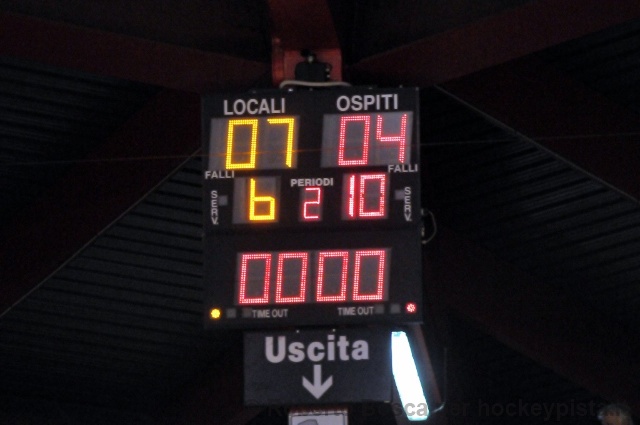 LOCALI OSPITI
07 04
FALLI FALLI
PERIODI
SERV. 6 2 10 SERV.
0000
TIME OUT TIME OUT
Uscita
for hockeypista